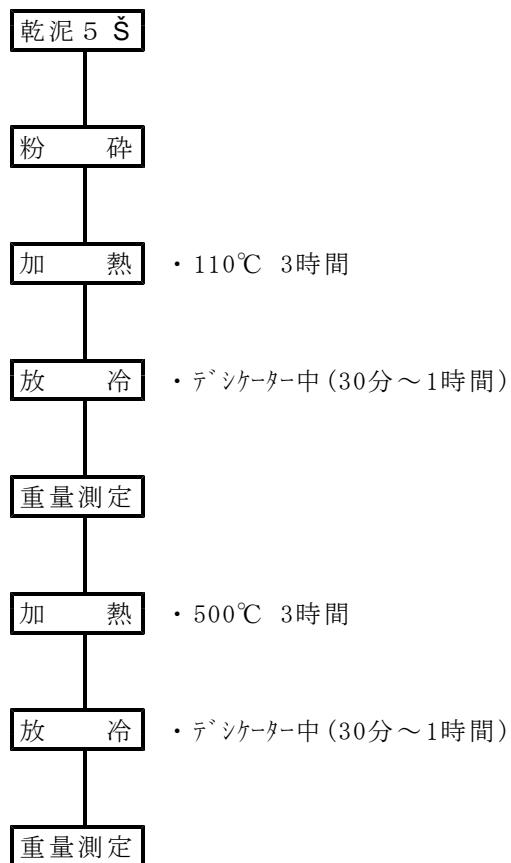 乾泥5 Š
粉　砕
加　熱 ・110℃ 3時間
放　冷 ・デシケーター中(30分～1時間)
重量測定
加　熱 ・500℃ 3時間
放　冷 ・デシケーター中(30分～1時間)
重量測定